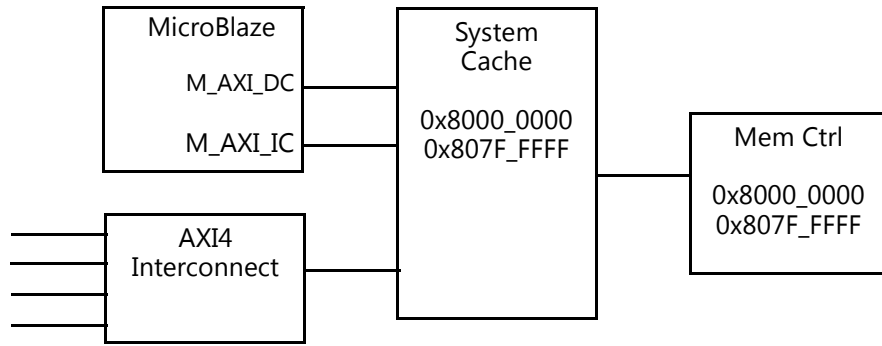 MicroBlaze
M_AXI_DC
M_AXI_IC
System
Cache
0x8000_0000
0x807F_FFFF
Mem Ctrl
0x8000_0000
0x807F_FFFF
AXI4
Interconnect